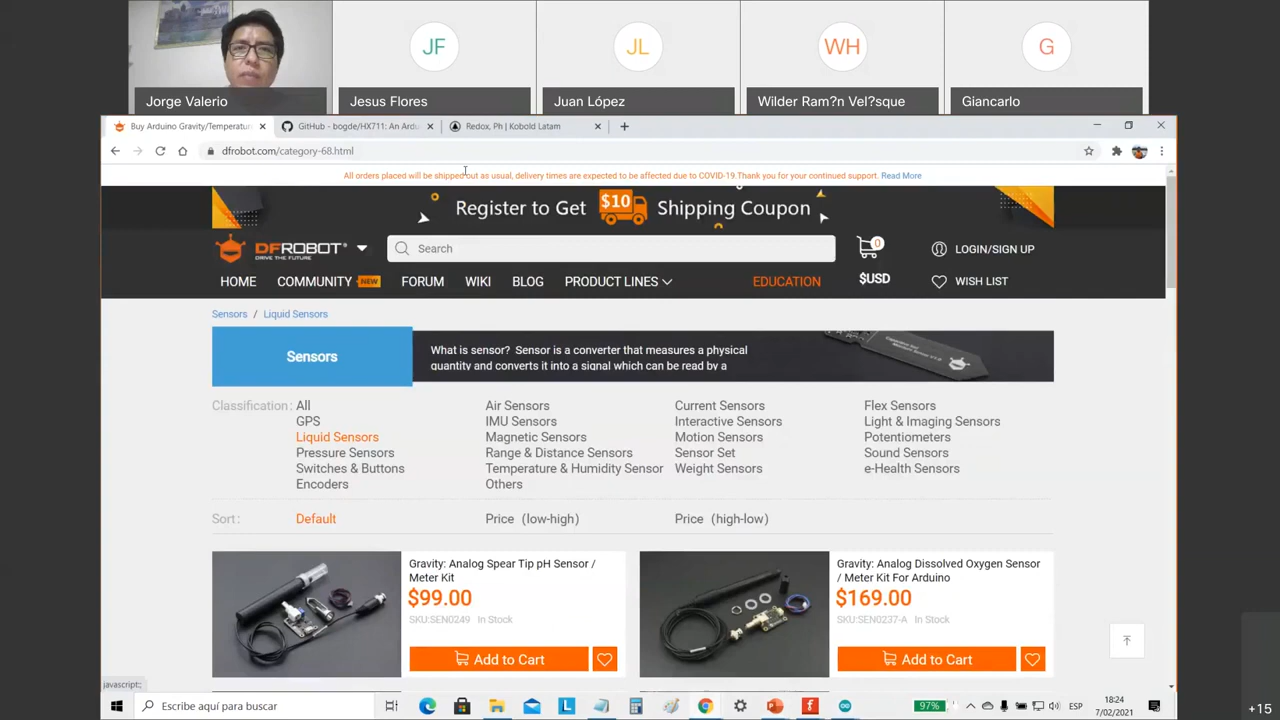 JF
JL
WH
G
Jorge Valerio
Jesus Flores
Juan López
Wilder Ram?n Vel?sque
Giancarlo
Buy Arduino Gravity/Temperatur
GitHub - bogde/HX711: An Ardu
Redox, Ph | Kobold Latam
dfrobot.com/category-68.html
All orders placed will be shipped out as usual, delivery times are expected to be affected due to COVID-19.Thank you for your continued support. Read More
Register to Get $10 Shipping Coupon
DFROBOT
DRIVE THE FUTURE
Search
0
LOGIN/SIGN UP
HOME COMMUNITY NEW FORUM WIKI BLOG PRODUCT LINES EDUCATION $USD WISH LIST
Sensors / Liquid Sensors
Sensors
What is sensor? Sensor is a converter that measures a physical
quantity and converts it into a signal which can be read by a
Classification: All Air Sensors Current Sensors Flex Sensors
GPS IMU Sensors Interactive Sensors Light & Imaging Sensors
Liquid Sensors Magnetic Sensors Motion Sensors Potentiometers
Pressure Sensors Range & Distance Sensors Sensor Set Sound Sensors
Switches & Buttons Temperature & Humidity Sensor Weight Sensors e-Health Sensors
Encoders Others
Sort: Default Price (low-high) Price (high-low)
Gravity: Analog Spear Tip pH Sensor /
Meter Kit
$99.00
SKU:SEN0249 In Stock
Add to Cart
Gravity: Analog Dissolved Oxygen Sensor
/ Meter Kit For Arduino
$169.00
SKU:SEN0237-A In Stock
Add to Cart
javascript:;
Escribe aquí para buscar
L
97%
ESP
18:24
7/02/2021
+15